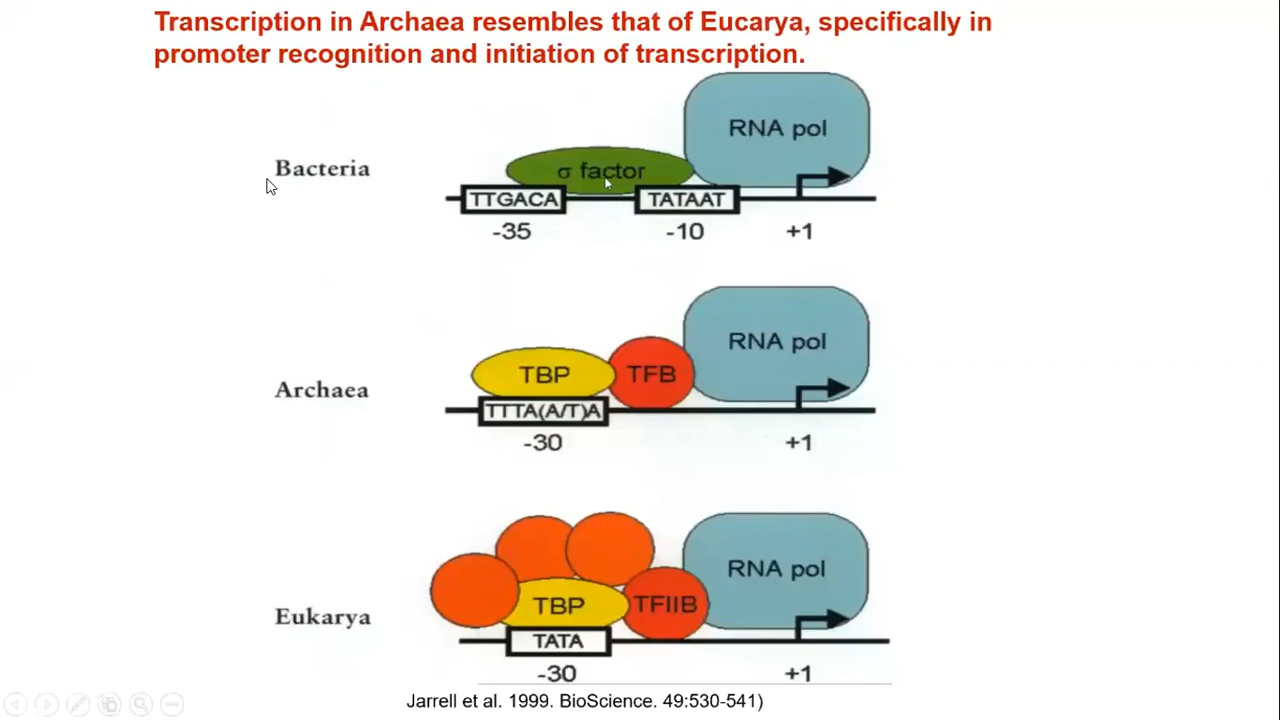 Transcription in Archaea resembles that of Eucarya, specifically in
promoter recognition and initiation of transcription.
RNA pol
Bacteria
σ factor
TTGACA
TATAAT
-35
-10
+1
RNA pol
Archaea
TBP
TFB
TTTA(A/T)A
-30
+1
RNA pol
Eukarya
TBP
TFIIB
TATA
-30
+1
Jarrell et al. 1999. BioScience. 49:530-541)